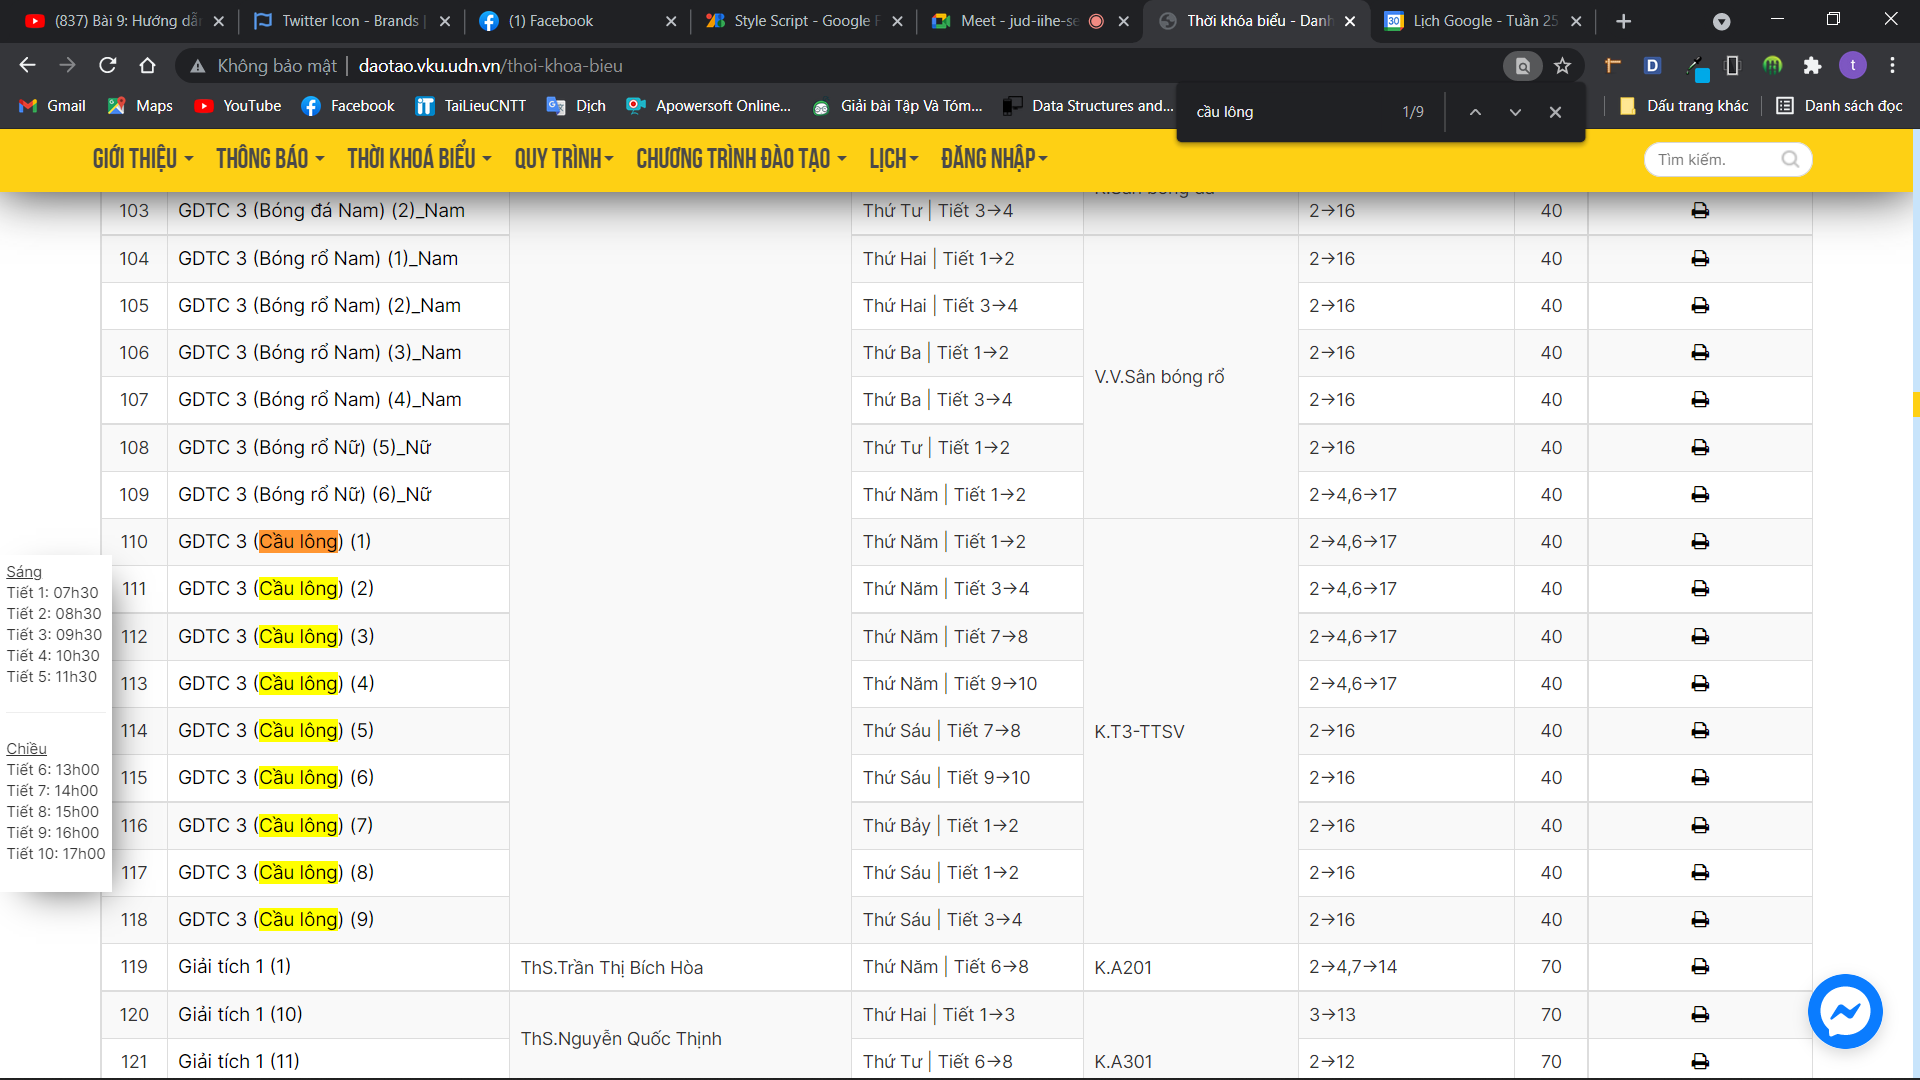 (837) Bài 9: Hướng dẫn
Twitter Icon - Brands |
(1) Facebook
Style Script - Google F
Meet - jud-iihe-se
Thời khóa biểu - Danh
Lịch Google - Tuần 25
Không bảo mật | daotao.vku.udn.vn/thoi-khoa-bieu
t
Gmail Maps YouTube Facebook TaiLieuCNTT Dịch Apowersoft Online... Giải bài Tập Và Tóm... Data Structures and... Dấu trang khác Danh sách đọc
cầu lông 1/9
GIỚI THIỆU THÔNG BÁO THỜI KHOÁ BIỂU QUY TRÌNH CHƯƠNG TRÌNH ĐÀO TẠO LỊCH ĐĂNG NHẬP Tìm kiếm.
103 GDTC 3 (Bóng đá Nam) (2)_Nam Thứ Tư | Tiết 3→4 2→16 40
104 GDTC 3 (Bóng rổ Nam) (1)_Nam Thứ Hai | Tiết 1→2 2→16 40
105 GDTC 3 (Bóng rổ Nam) (2)_Nam Thứ Hai | Tiết 3→4 2→16 40
106 GDTC 3 (Bóng rổ Nam) (3)_Nam Thứ Ba | Tiết 1→2 2→16 40
V.V.Sân bóng rổ
107 GDTC 3 (Bóng rổ Nam) (4)_Nam Thứ Ba | Tiết 3→4 2→16 40
108 GDTC 3 (Bóng rổ Nữ) (5)_Nữ Thứ Tư | Tiết 1→2 2→16 40
109 GDTC 3 (Bóng rổ Nữ) (6)_Nữ Thứ Năm | Tiết 1→2 2→4,6→17 40
110 GDTC 3 (Cầu lông) (1) Thứ Năm | Tiết 1→2 2→4,6→17 40
111 GDTC 3 (Cầu lông) (2) Thứ Năm | Tiết 3→4 2→4,6→17 40
112 GDTC 3 (Cầu lông) (3) Thứ Năm | Tiết 7→8 2→4,6→17 40
113 GDTC 3 (Cầu lông) (4) Thứ Năm | Tiết 9→10 2→4,6→17 40
114 GDTC 3 (Cầu lông) (5) Thứ Sáu | Tiết 7→8 K.T3-TTSV 2→16 40
115 GDTC 3 (Cầu lông) (6) Thứ Sáu | Tiết 9→10 2→16 40
116 GDTC 3 (Cầu lông) (7) Thứ Bảy | Tiết 1→2 2→16 40
117 GDTC 3 (Cầu lông) (8) Thứ Sáu | Tiết 1→2 2→16 40
118 GDTC 3 (Cầu lông) (9) Thứ Sáu | Tiết 3→4 2→16 40
119 Giải tích 1 (1) ThS.Trần Thị Bích Hòa Thứ Năm | Tiết 6→8 K.A201 2→4,7→14 70
120 Giải tích 1 (10) Thứ Hai | Tiết 1→3 3→13 70
ThS.Nguyễn Quốc Thịnh
121 Giải tích 1 (11) Thứ Tư | Tiết 6→8 K.A301 2→12 70
Sáng
Tiết 1: 07h30
Tiết 2: 08h30
Tiết 3: 09h30
Tiết 4: 10h30
Tiết 5: 11h30
Chiều
Tiết 6: 13h00
Tiết 7: 14h00
Tiết 8: 15h00
Tiết 9: 16h00
Tiết 10: 17h00